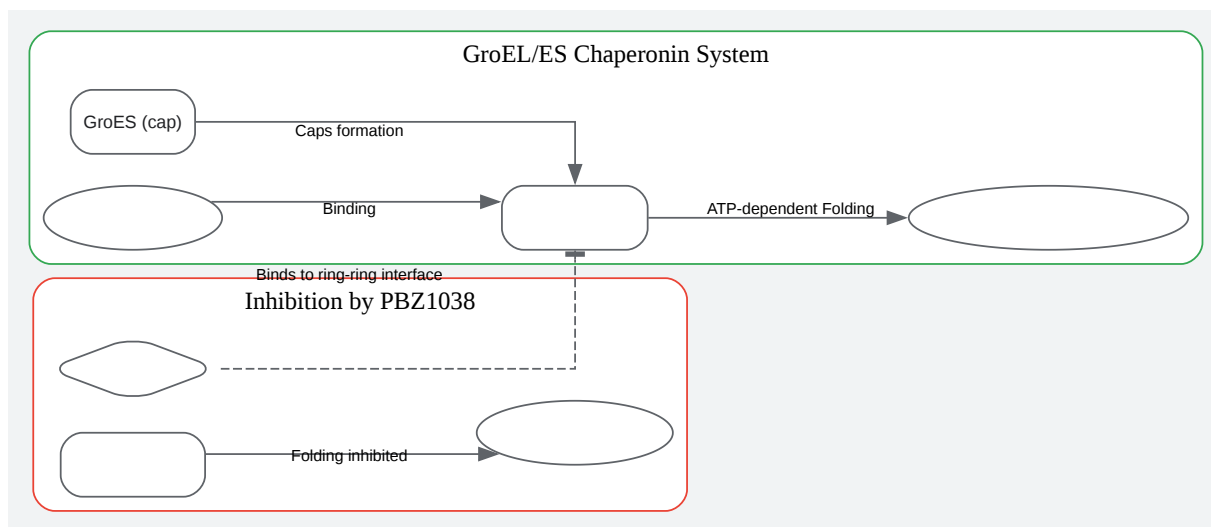 GroEL/ES Chaperonin System
GroES (cap)
Caps formation
Binding
ATP-dependent Folding
Binds to ring-ring interface
Inhibition by PBZ1038
Folding inhibited